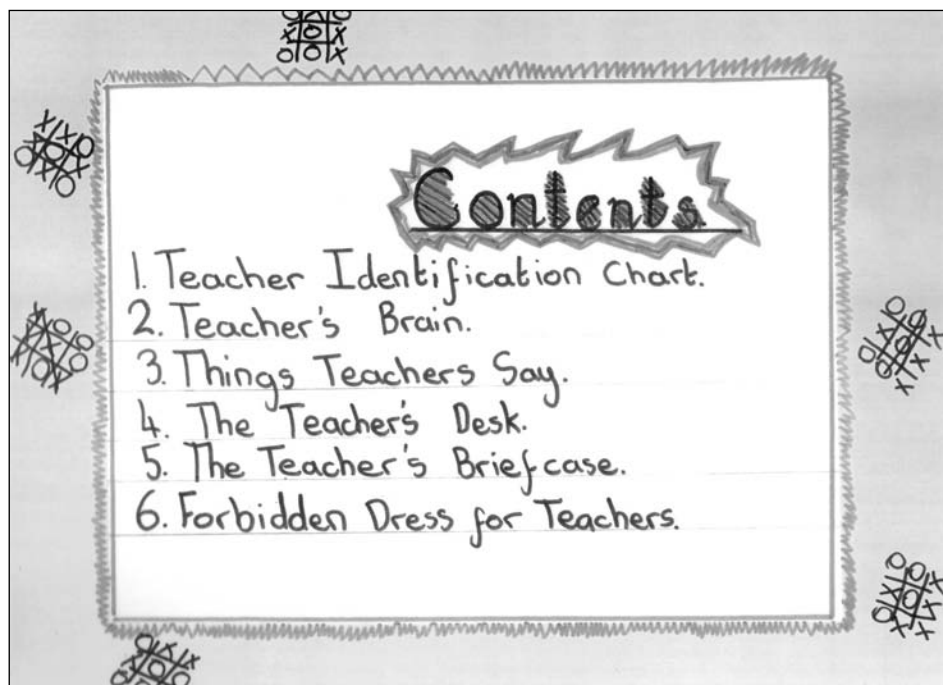 Contents
1. Teacher Identification Chart.
2. Teacher's Brain.
3. Things Teachers Say.
4. The Teacher's Desk.
5. The Teacher's Briefcase.
6. Forbidden Dress for Teachers.